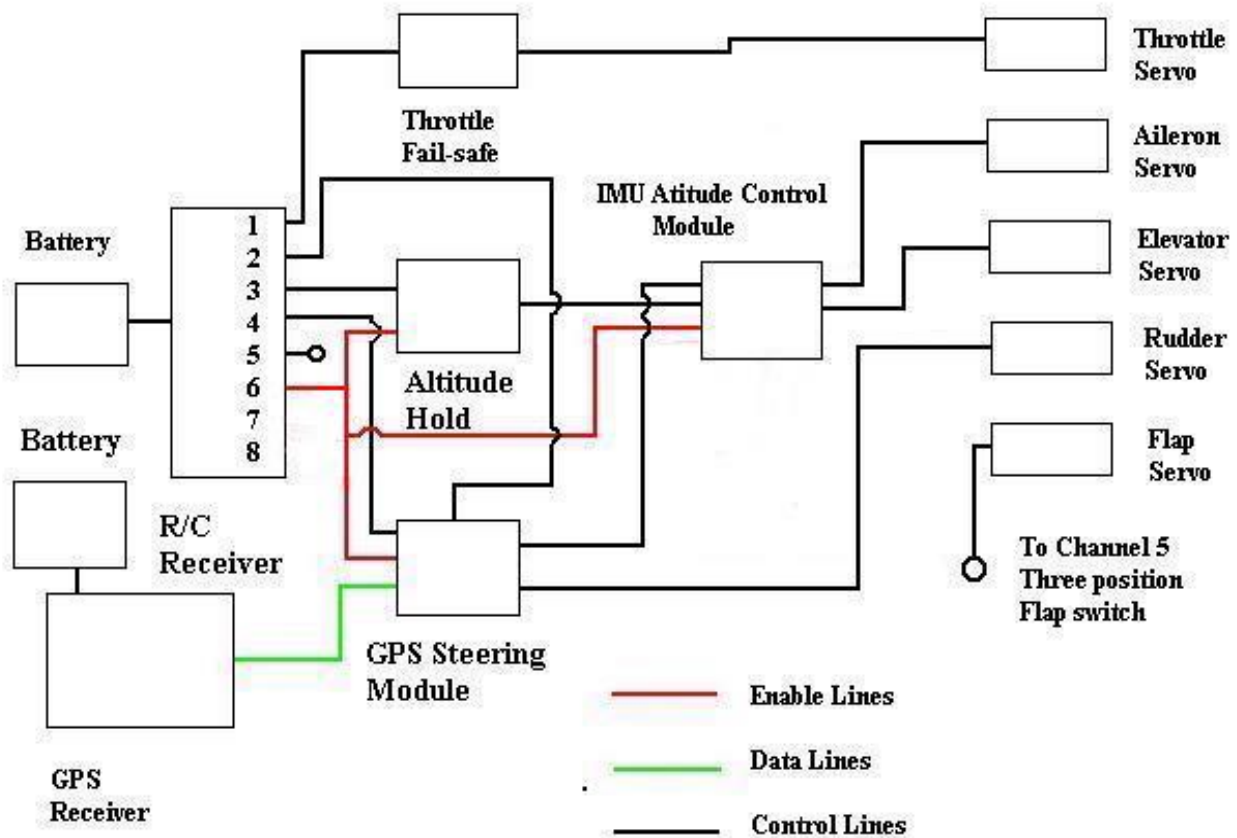 Throttle
Servo
Throttle
Fail-safe
Aileron
Servo
IMU Atitude Control
Module
Battery
1
2
3
4
5
6
7
8
Elevator
Servo
Rudder
Servo
Altitude
Hold
Battery
Flap
Servo
R/C
Receiver
To Channel 5
Three position
Flap switch
GPS Steering
Module
GPS
Receiver
Enable Lines
Data Lines
Control Lines